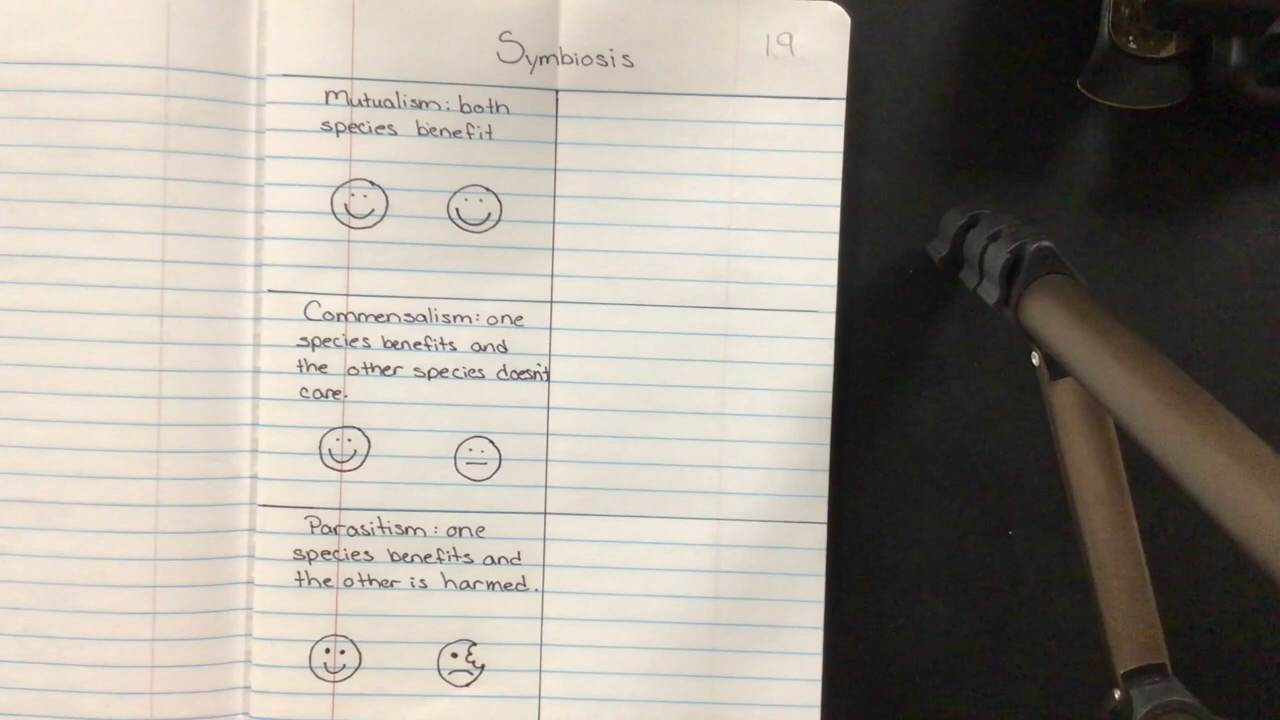 Symbiosis
19
Mutualism: both
species benefit
Commensalism: one
species benefits and
the other species doesn't
care.
Parasitism: one
species benefits and
the other is harmed.